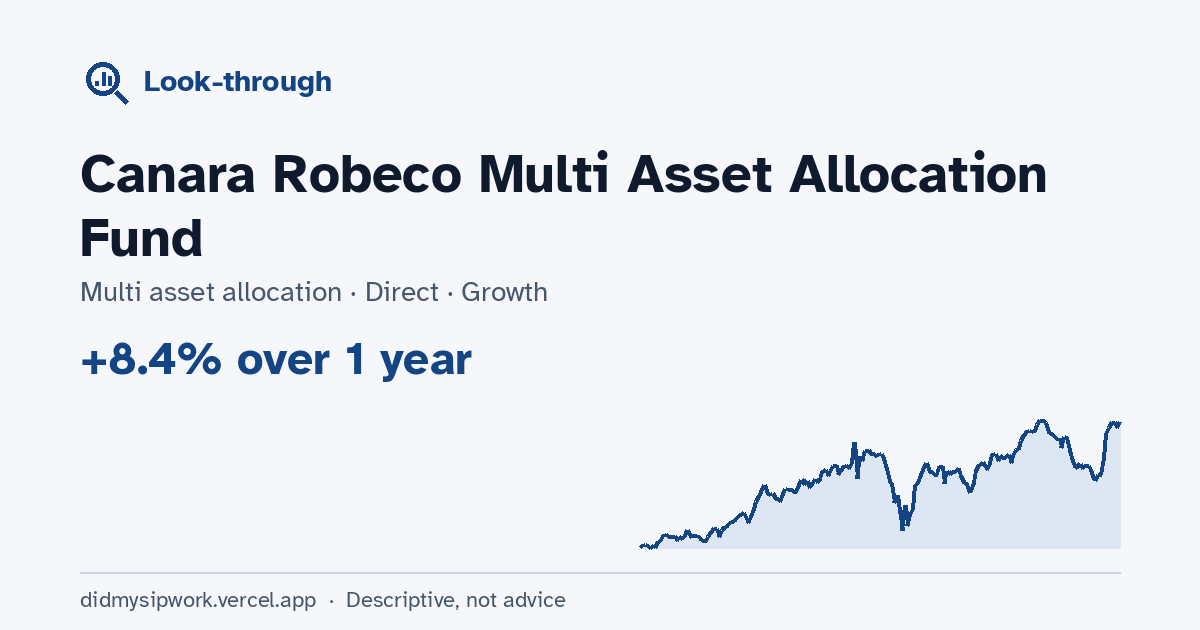 Look-through
Canara Robeco Multi Asset Allocation
Fund
Multi asset allocation · Direct · Growth
+8.4% over 1 year
didmysipwork.vercel.app · Descriptive, not advice